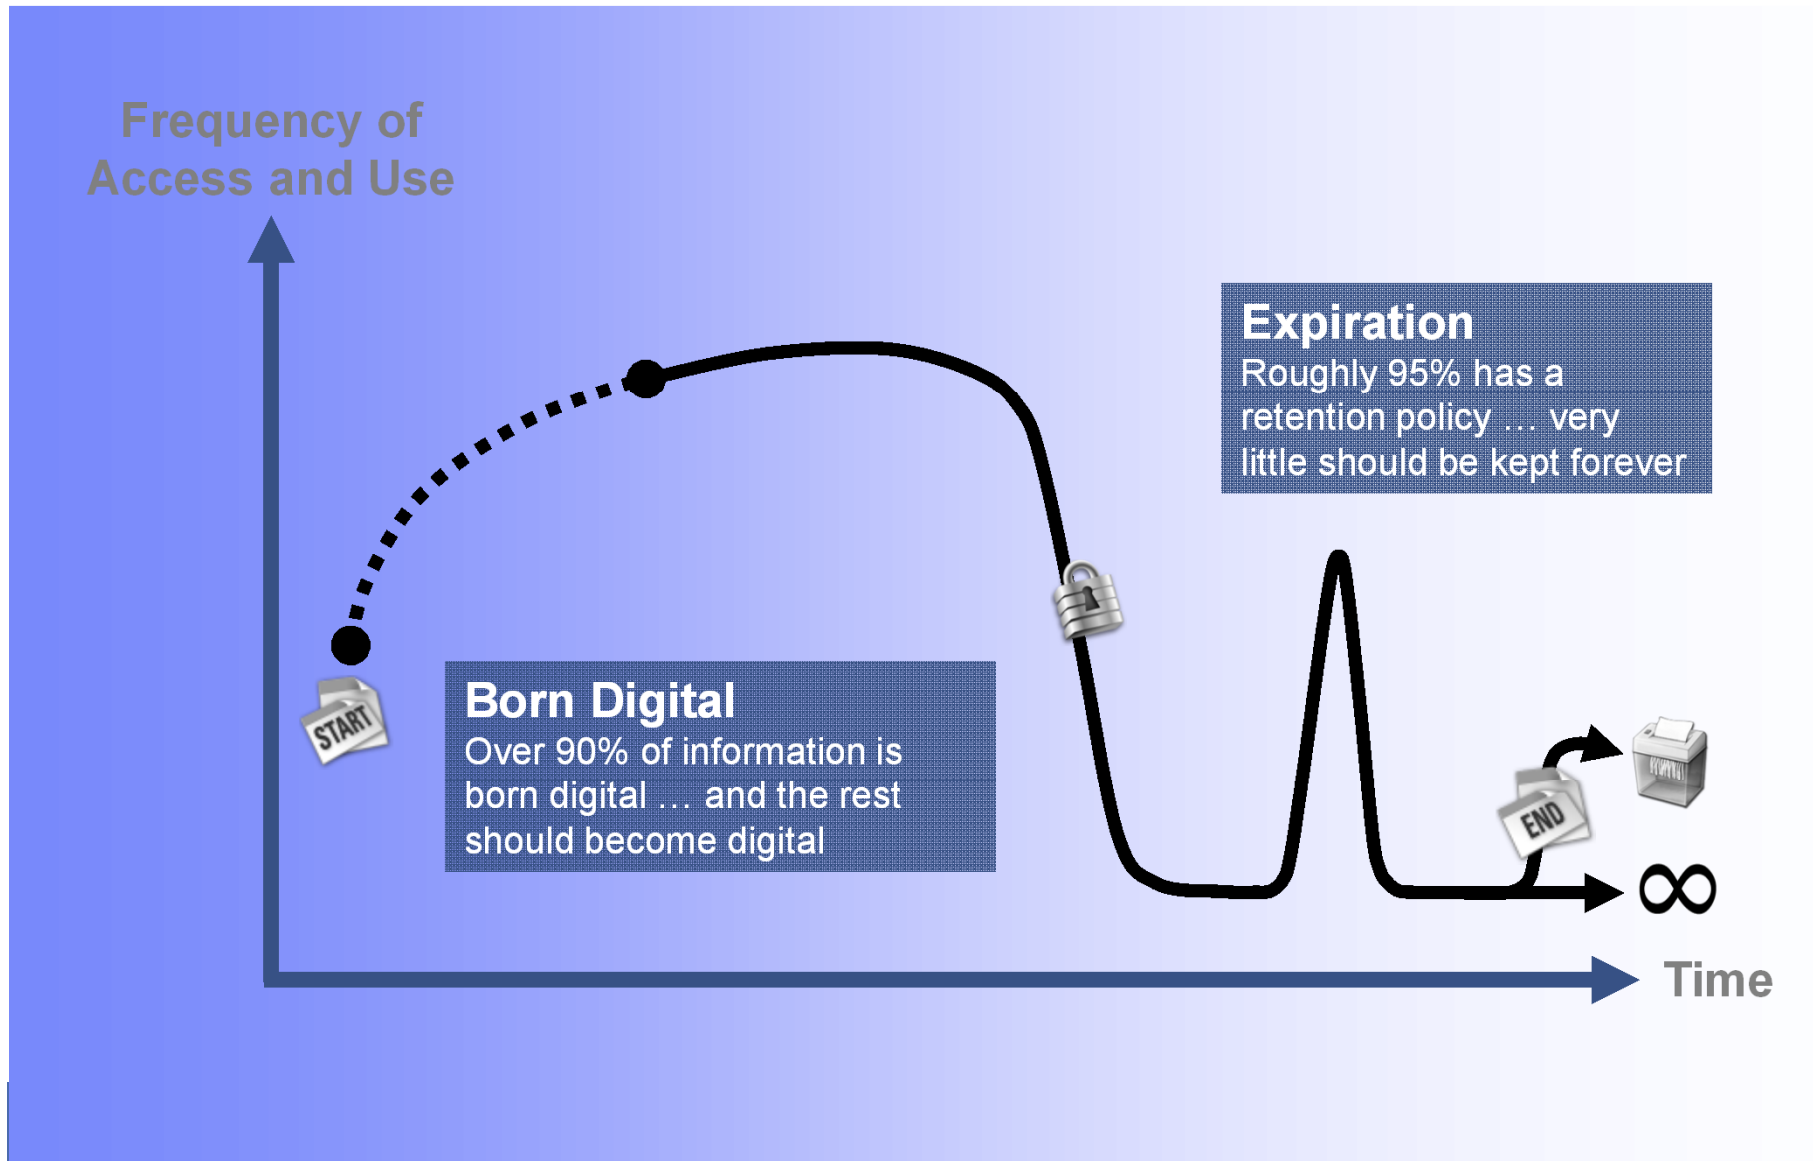 Frequency of
Access and Use
Expiration
Roughly 95% has a
retention policy … very
little should be kept forever
START
Born Digital
Over 90% of information is
born digital … and the rest
should become digital
END
∞
Time